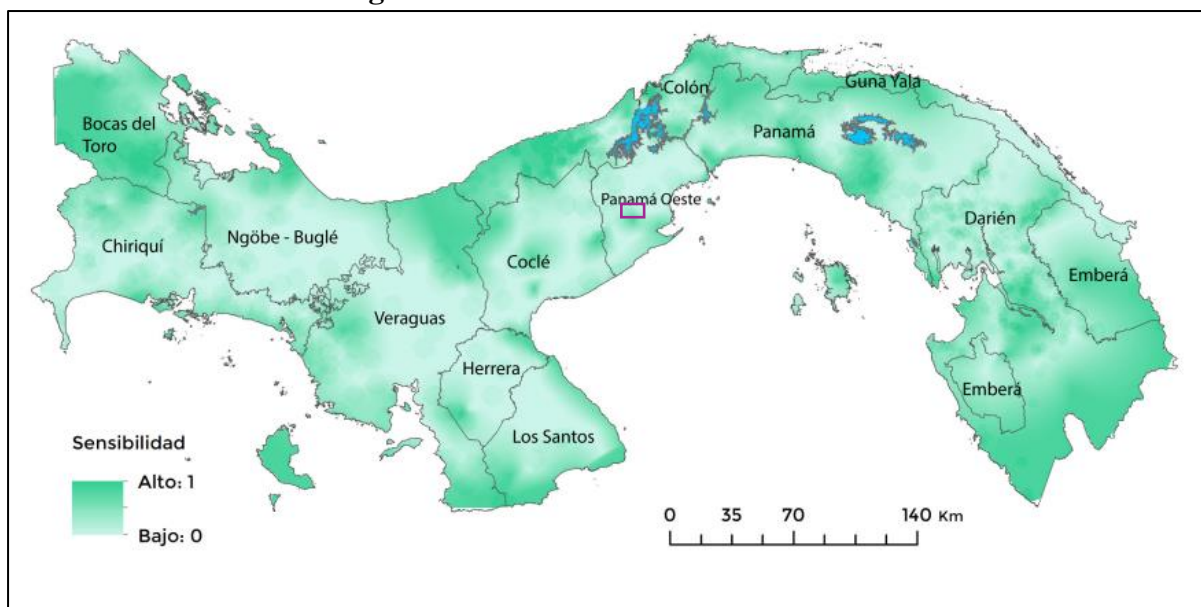 Colón
Guna Yala
Bocas del
Toro
Panamá
Panamá Oeste
Darién
Ngöbe - Buglé
Chiriquí
Coclé
Emberá
Veraguas
Herrera
Emberá
Los Santos
Sensibilidad
Alto: 1
Bajo: 0
0 35 70 140 Km